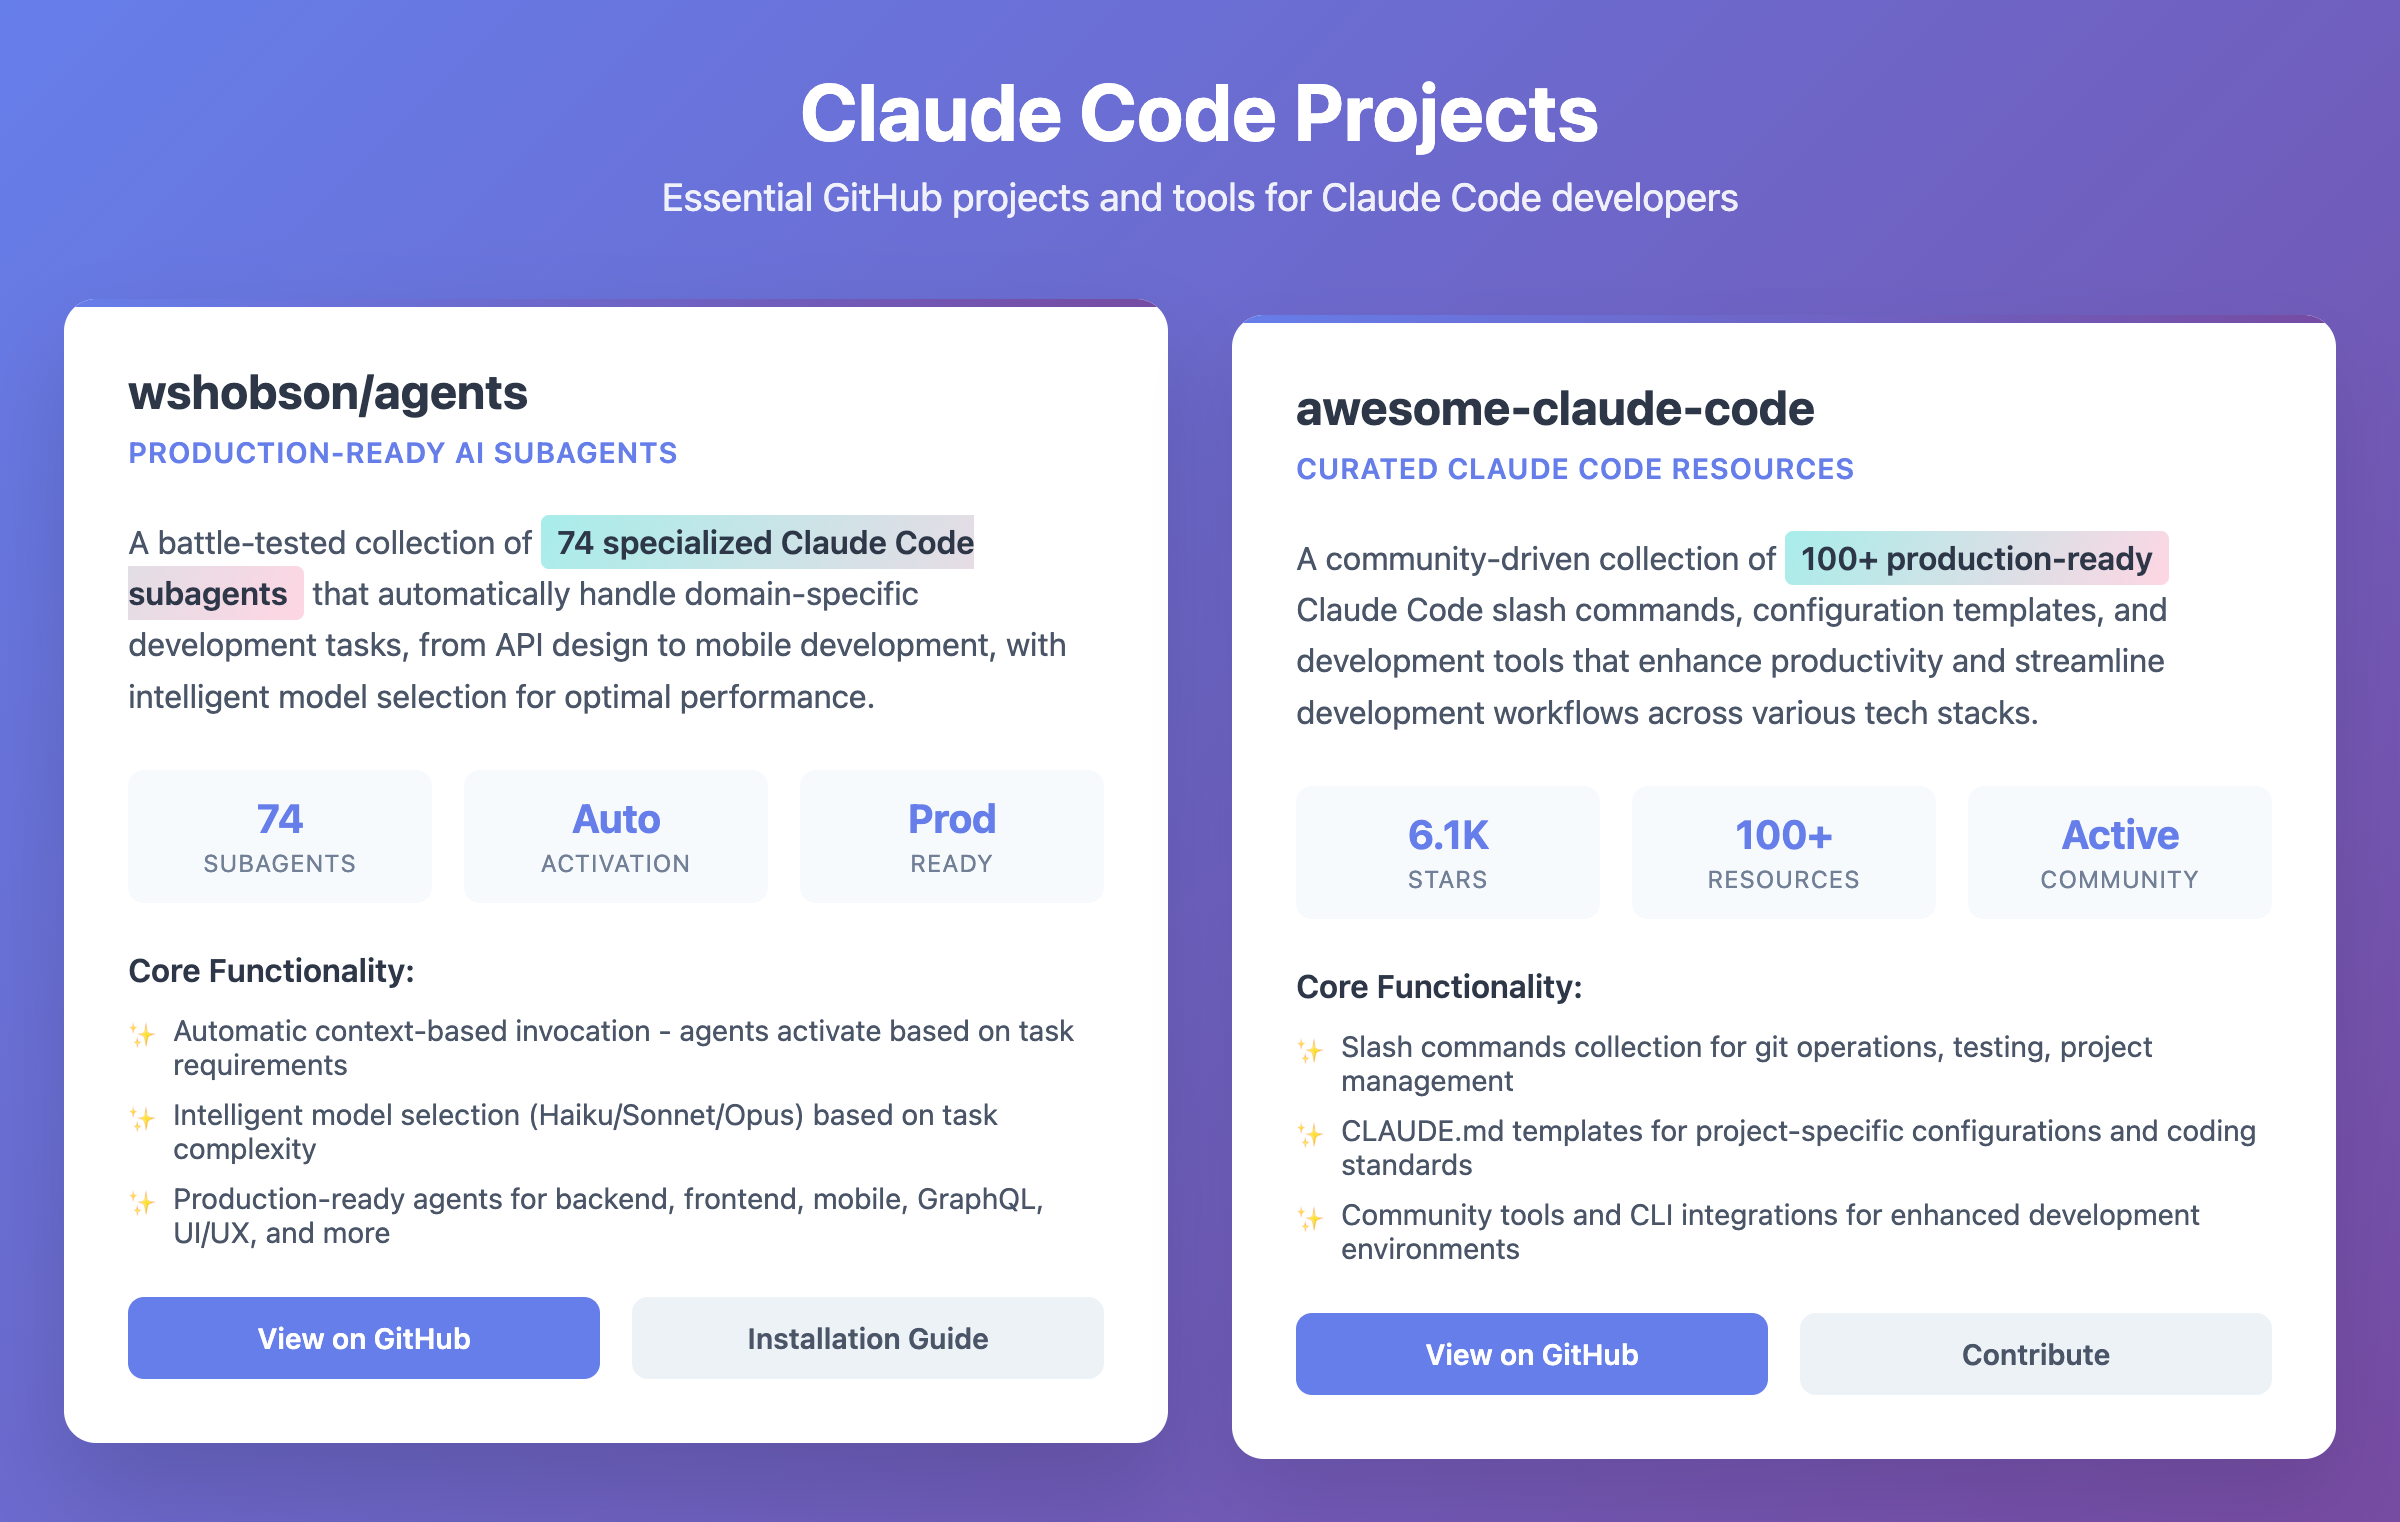 Claude Code Projects
Essential GitHub projects and tools for Claude Code developers
wshobson/agents
PRODUCTION-READY AI SUBAGENTS
A battle-tested collection of 74 specialized Claude Code
subagents that automatically handle domain-specific
development tasks, from API design to mobile development, with
intelligent model selection for optimal performance.
74
SUBAGENTS
Auto
ACTIVATION
Prod
READY
Core Functionality:
✨ Automatic context-based invocation - agents activate based on task
requirements
✨ Intelligent model selection (Haiku/Sonnet/Opus) based on task
complexity
✨ Production-ready agents for backend, frontend, mobile, GraphQL,
UI/UX, and more
View on GitHub
Installation Guide
awesome-claude-code
CURATED CLAUDE CODE RESOURCES
A community-driven collection of 100+ production-ready
Claude Code slash commands, configuration templates, and
development tools that enhance productivity and streamline
development workflows across various tech stacks.
6.1K
STARS
100+
RESOURCES
Active
COMMUNITY
Core Functionality:
✨ Slash commands collection for git operations, testing, project
management
✨ CLAUDE.md templates for project-specific configurations and coding
standards
✨ Community tools and CLI integrations for enhanced development
environments
View on GitHub
Contribute